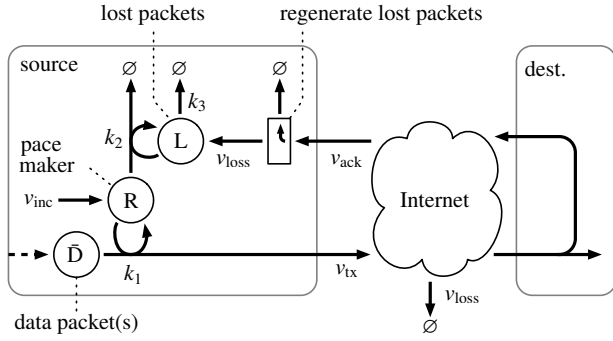 lost packets
regenerate lost packets
source
∅
∅
∅
dest.
k3
k2
L
vloss
vack
pace
maker
Internet
vinc
R
D̄
k1
vtx
vloss
data packet(s)
∅